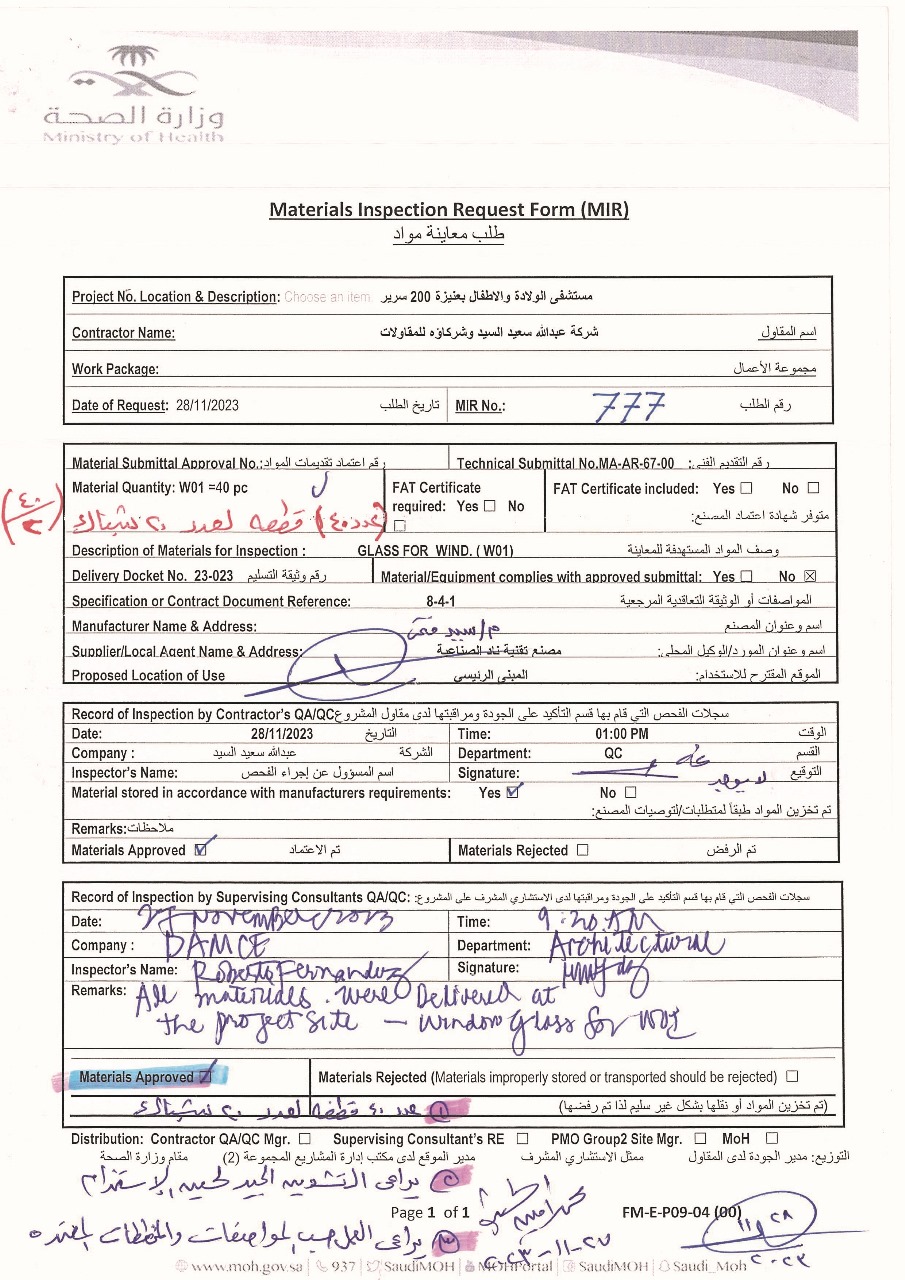 وزارة الصحة
Ministry of Health
Materials Inspection Request Form (MIR)
طلب معاينة مواد
Project No. Location & Description: Choose an item. مستشفى الولادة والاطفال بعنيزة 200 سرير
Contractor Name: شركة عبدالله سعيد السيد وشركاؤه للمقاولات اسم المقاول
Work Package: مجموعة الأعمال
Date of Request: 28/11/2023 تاريخ الطلب MIR No.: 777 رقم الطلب
Material Submittal Approval No.: رقم اعتماد تقديمات المواد Technical Submittal No.MA-AR-67-00 رقم التقديم الفني:
Material Quantity: W01 =40 pc
FAT Certificate required: Yes ☐ No ☐
FAT Certificate included: Yes ☐ No ☐
متوفر شهادة اعتماد المصنع:
(٤٠/٢) (عدد ٤٠) قطعه لعدد ٢٠ شباك
Description of Materials for Inspection : GLASS FOR WIND. ( W01) وصف المواد المستهدفة للمعاينة
Delivery Docket No. 23-023 رقم وثيقة التسليم Material/Equipment complies with approved submittal: Yes ☐ No ☒
Specification or Contract Document Reference: 8-4-1 المواصفات أو الوثيقة التعاقدية المرجعية
Manufacturer Name & Address: م/سيد فتحى اسم وعنوان المصنع
Supplier/Local Agent Name & Address: مصنع تقنية ناد الصناعية اسم وعنوان المورد/الوكيل المحلي:
Proposed Location of Use المبنى الرئيسي الموقع المقترح للاستخدام:
Record of Inspection by Contractor's QA/QC سجلات الفحص التي قام بها قسم التأكيد على الجودة ومراقبتها لدى مقاول المشروع
Date: 28/11/2023 التاريخ Time: 01:00 PM الوقت
Company : عبدالله سعيد السيد الشركة Department: QC القسم
Inspector's Name: اسم المسؤول عن إجراء الفحص Signature: التوقيع
لا يوجد
Material stored in accordance with manufacturers requirements: Yes ☑ No ☐
تم تخزين المواد طبقاً لمتطلبات/لتوصيات المصنع:
Remarks: ملاحظات
Materials Approved ☑ تم الاعتماد Materials Rejected ☐ تم الرفض
Record of Inspection by Supervising Consultants QA/QC: سجلات الفحص التي قام بها قسم التأكيد على الجودة ومراقبتها لدى الاستشاري المشرف على المشروع:
Date: November 2023 Time: 9:20 AM
Company : DAMCE Department: Architectural
Inspector's Name: Roberto Fernandez Signature:
Remarks: All materials were Delivered at
the project site – Window Glass for W01
Materials Approved ☑ Materials Rejected (Materials improperly stored or transported should be rejected) ☐
① عدد ٤٠ قطعه لعدد ٢٠ شباك (تم تخزين المواد أو نقلها بشكل غير سليم لذا تم رفضها)
Distribution: Contractor QA/QC Mgr. ☐ Supervising Consultant's RE ☐ PMO Group2 Site Mgr. ☐ MoH ☐
التوزيع: مدير الجودة لدى المقاول ممثل الاستشاري المشرف مدير الموقع لدى مكتب إدارة المشاريع المجموعة (2) مقام وزارة الصحة
② يراعى التشوين الجيد لحين الإستخدام
Page 1 of 1 FM-E-P09-04 (00)
③ يراعى العمل حسب المواصفات والمخططات المعتمده
٢٠٢٣-١١-٢٧
١١/٢٨
٢٠٢٣
www.moh.gov.sa 937 SaudiMOH MOHPortal SaudiMOH Saudi_Moh